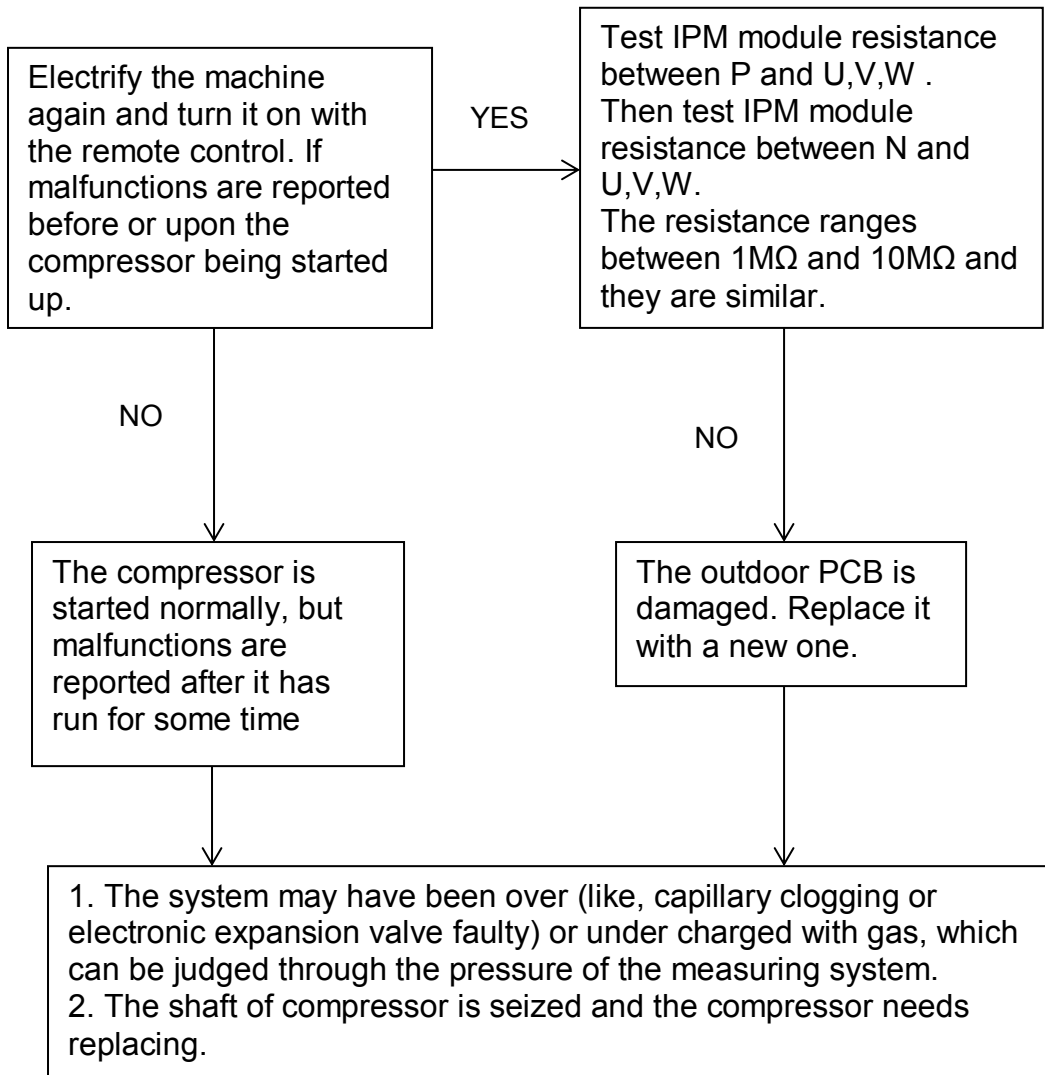 Electrify the machine
again and turn it on with
the remote control. If
malfunctions are reported
before or upon the
compressor being started
up.
YES
Test IPM module resistance
between P and U,V,W .
Then test IPM module
resistance between N and
U,V,W.
The resistance ranges
between 1MΩ and 10MΩ and
they are similar.
NO
NO
The compressor is
started normally, but
malfunctions are
reported after it has
run for some time
The outdoor PCB is
damaged. Replace it
with a new one.
1. The system may have been over (like, capillary clogging or
electronic expansion valve faulty) or under charged with gas, which
can be judged through the pressure of the measuring system.
2. The shaft of compressor is seized and the compressor needs
replacing.